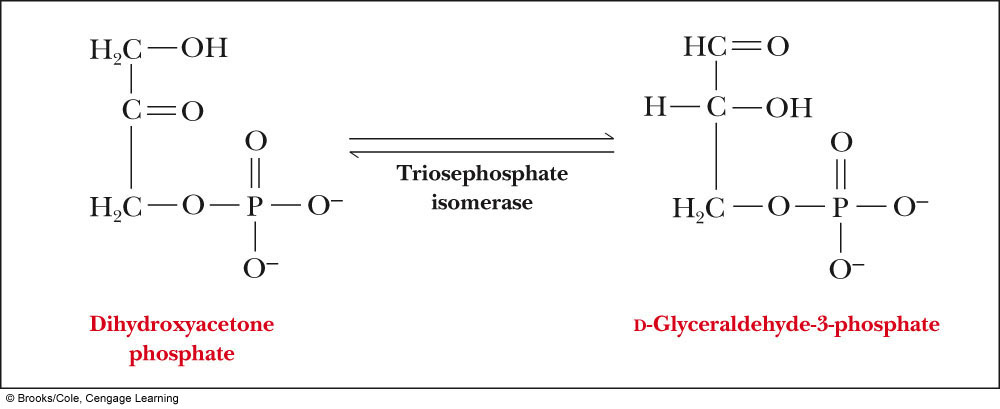 H₂C—OH
C=O
O
H₂C—O—P—O⁻
O⁻
Dihydroxyacetone
phosphate
Triosephosphate
isomerase
HC=O
H—C—OH
O
H₂C—O—P—O⁻
O⁻
D-Glyceraldehyde-3-phosphate
© Brooks/Cole, Cengage Learning